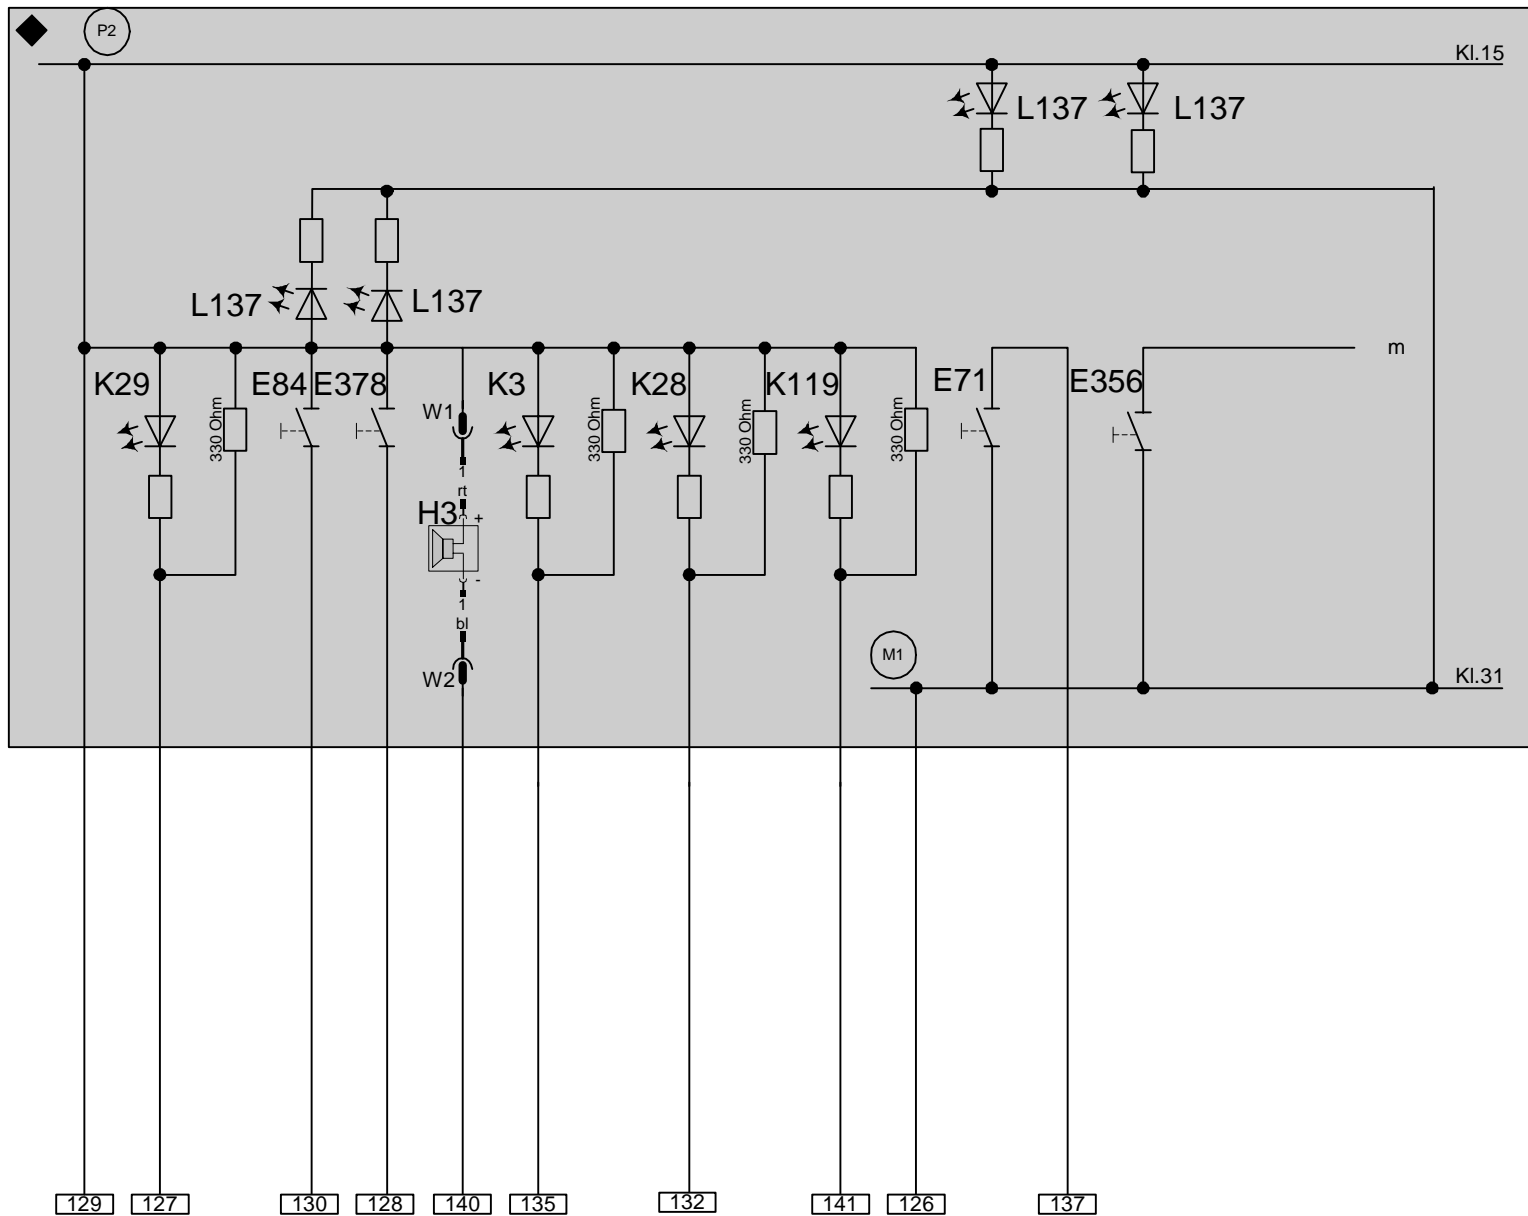 P2
Kl.15
L137 L137
L137 L137
m
K29 E84 E378 K3 K28 K119 E71 E356
W1
330 Ohm 330 Ohm 330 Ohm 330 Ohm
1
rt
H3 +
-
1
bl
W2
M1
Kl.31
129 127 130 128 140 135 132 141 126 137